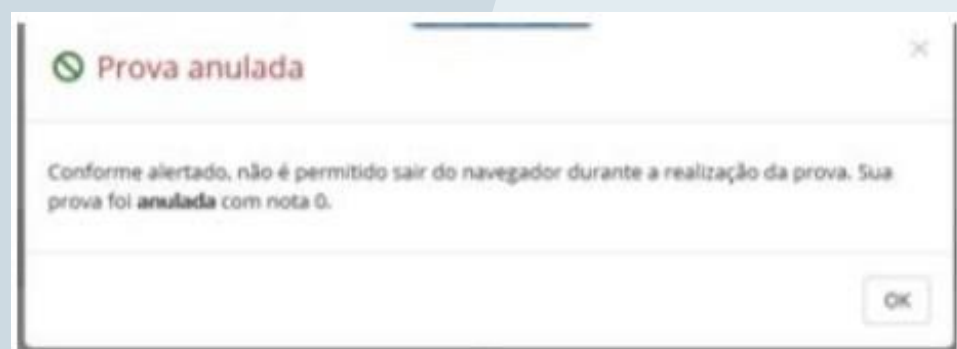 Prova anulada
Conforme alertado, não é permitido sair do navegador durante a realização da prova. Sua
prova foi anulada com nota 0.
OK